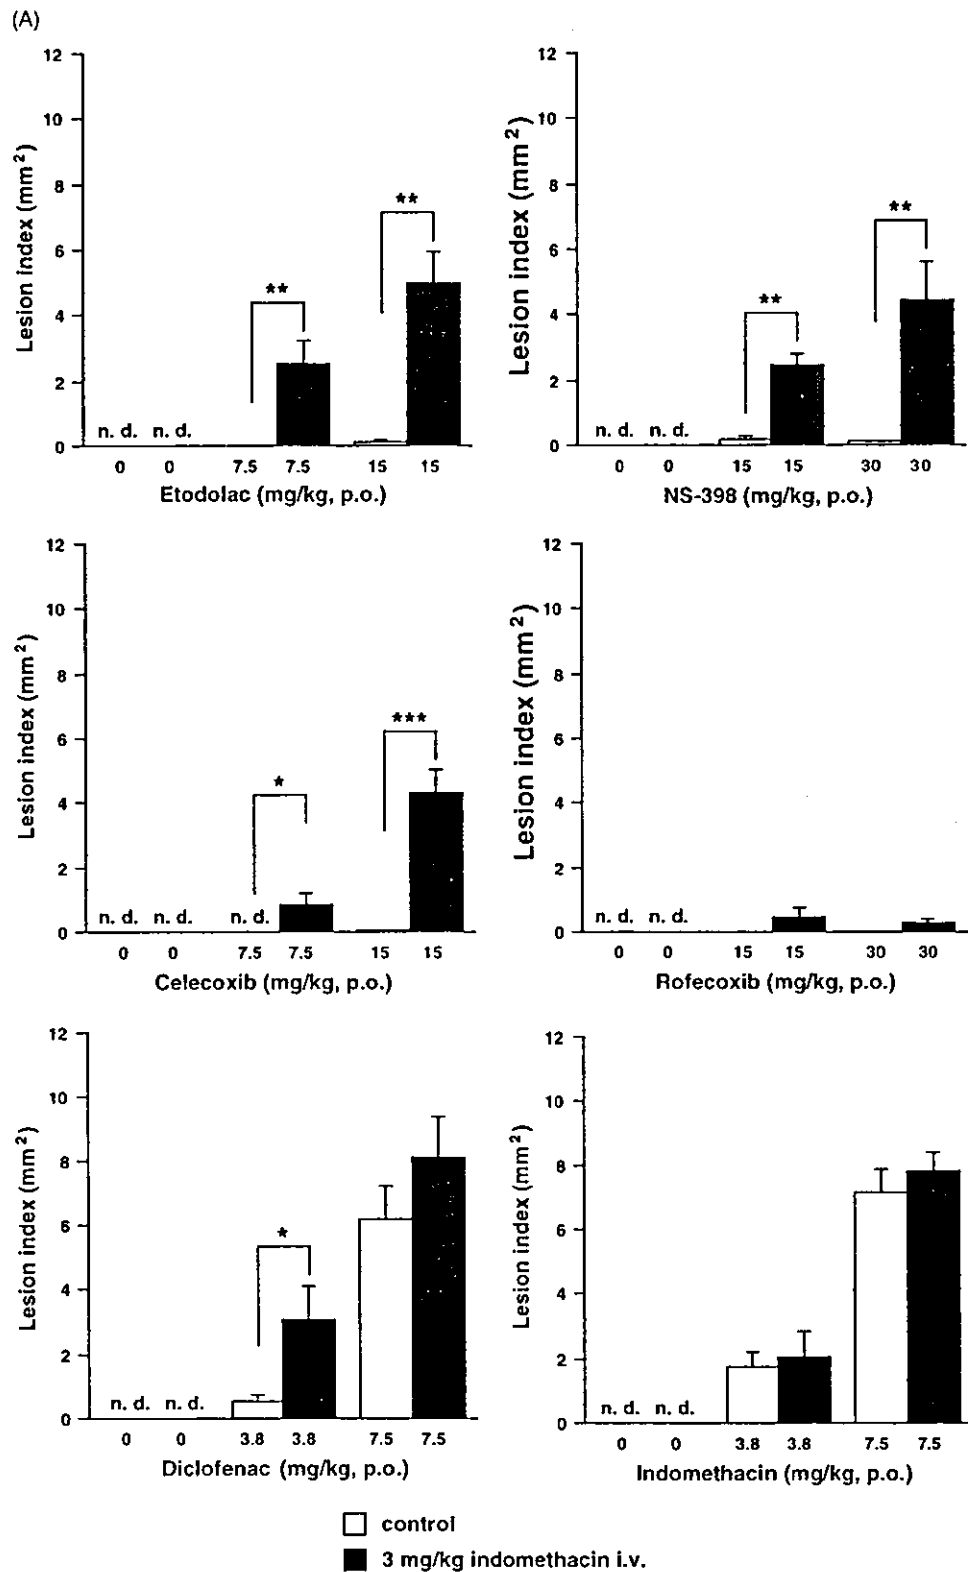 (A)
Lesion index (mm²)
12
10
8
6
4
2
0
**
**
n. d. n. d.
0 0 7.5 7.5 15 15
Etodolac (mg/kg, p.o.)
Lesion index (mm²)
12
10
8
6
4
2
0
**
**
n. d. n. d.
0 0 15 15 30 30
NS-398 (mg/kg, p.o.)
Lesion index (mm²)
12
10
8
6
4
2
0
*
***
n. d. n. d. n. d.
0 0 7.5 7.5 15 15
Celecoxib (mg/kg, p.o.)
Lesion index (mm²)
12
10
8
6
4
2
0
n. d. n. d.
0 0 15 15 30 30
Rofecoxib (mg/kg, p.o.)
Lesion index (mm²)
12
10
8
6
4
2
0
*
n. d. n. d.
0 0 3.8 3.8 7.5 7.5
Diclofenac (mg/kg, p.o.)
Lesion index (mm²)
12
10
8
6
4
2
0
n. d. n. d.
0 0 3.8 3.8 7.5 7.5
Indomethacin (mg/kg, p.o.)
control
3 mg/kg indomethacin i.v.